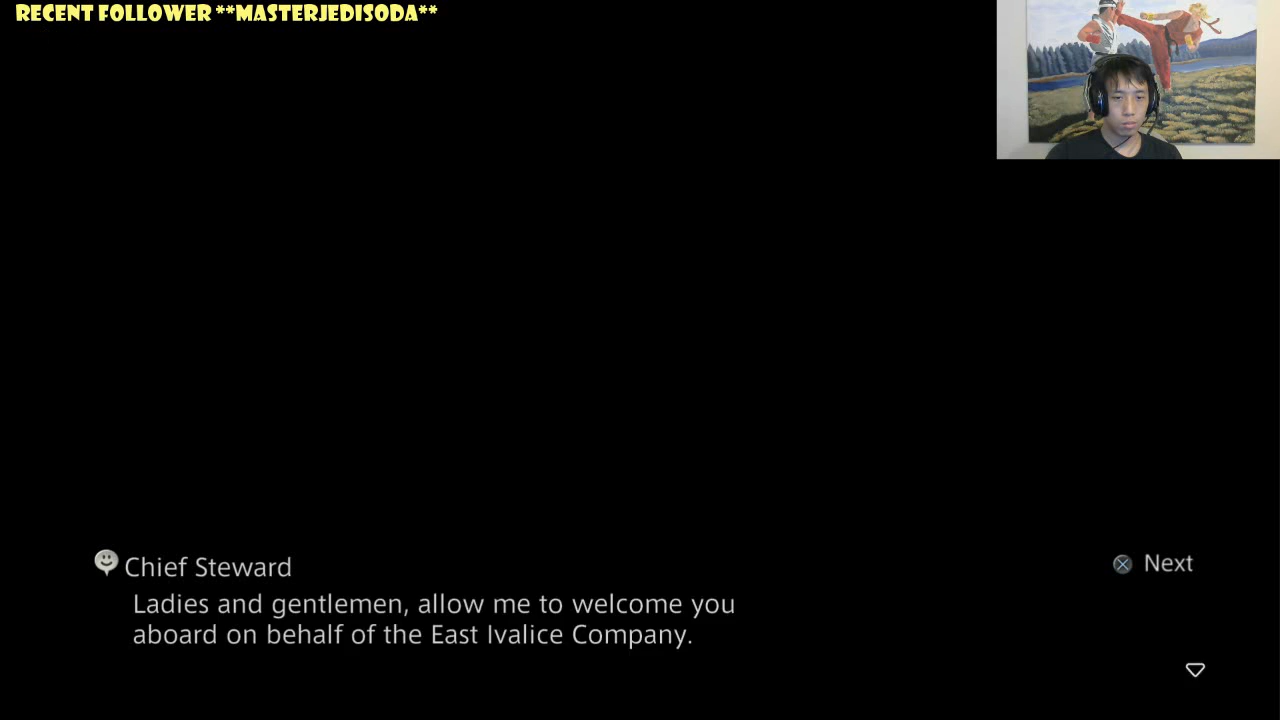 RECENT FOLLOWER **MASTERJEDISODA**
Chief Steward
Next
Ladies and gentlemen, allow me to welcome you
aboard on behalf of the East Ivalice Company.